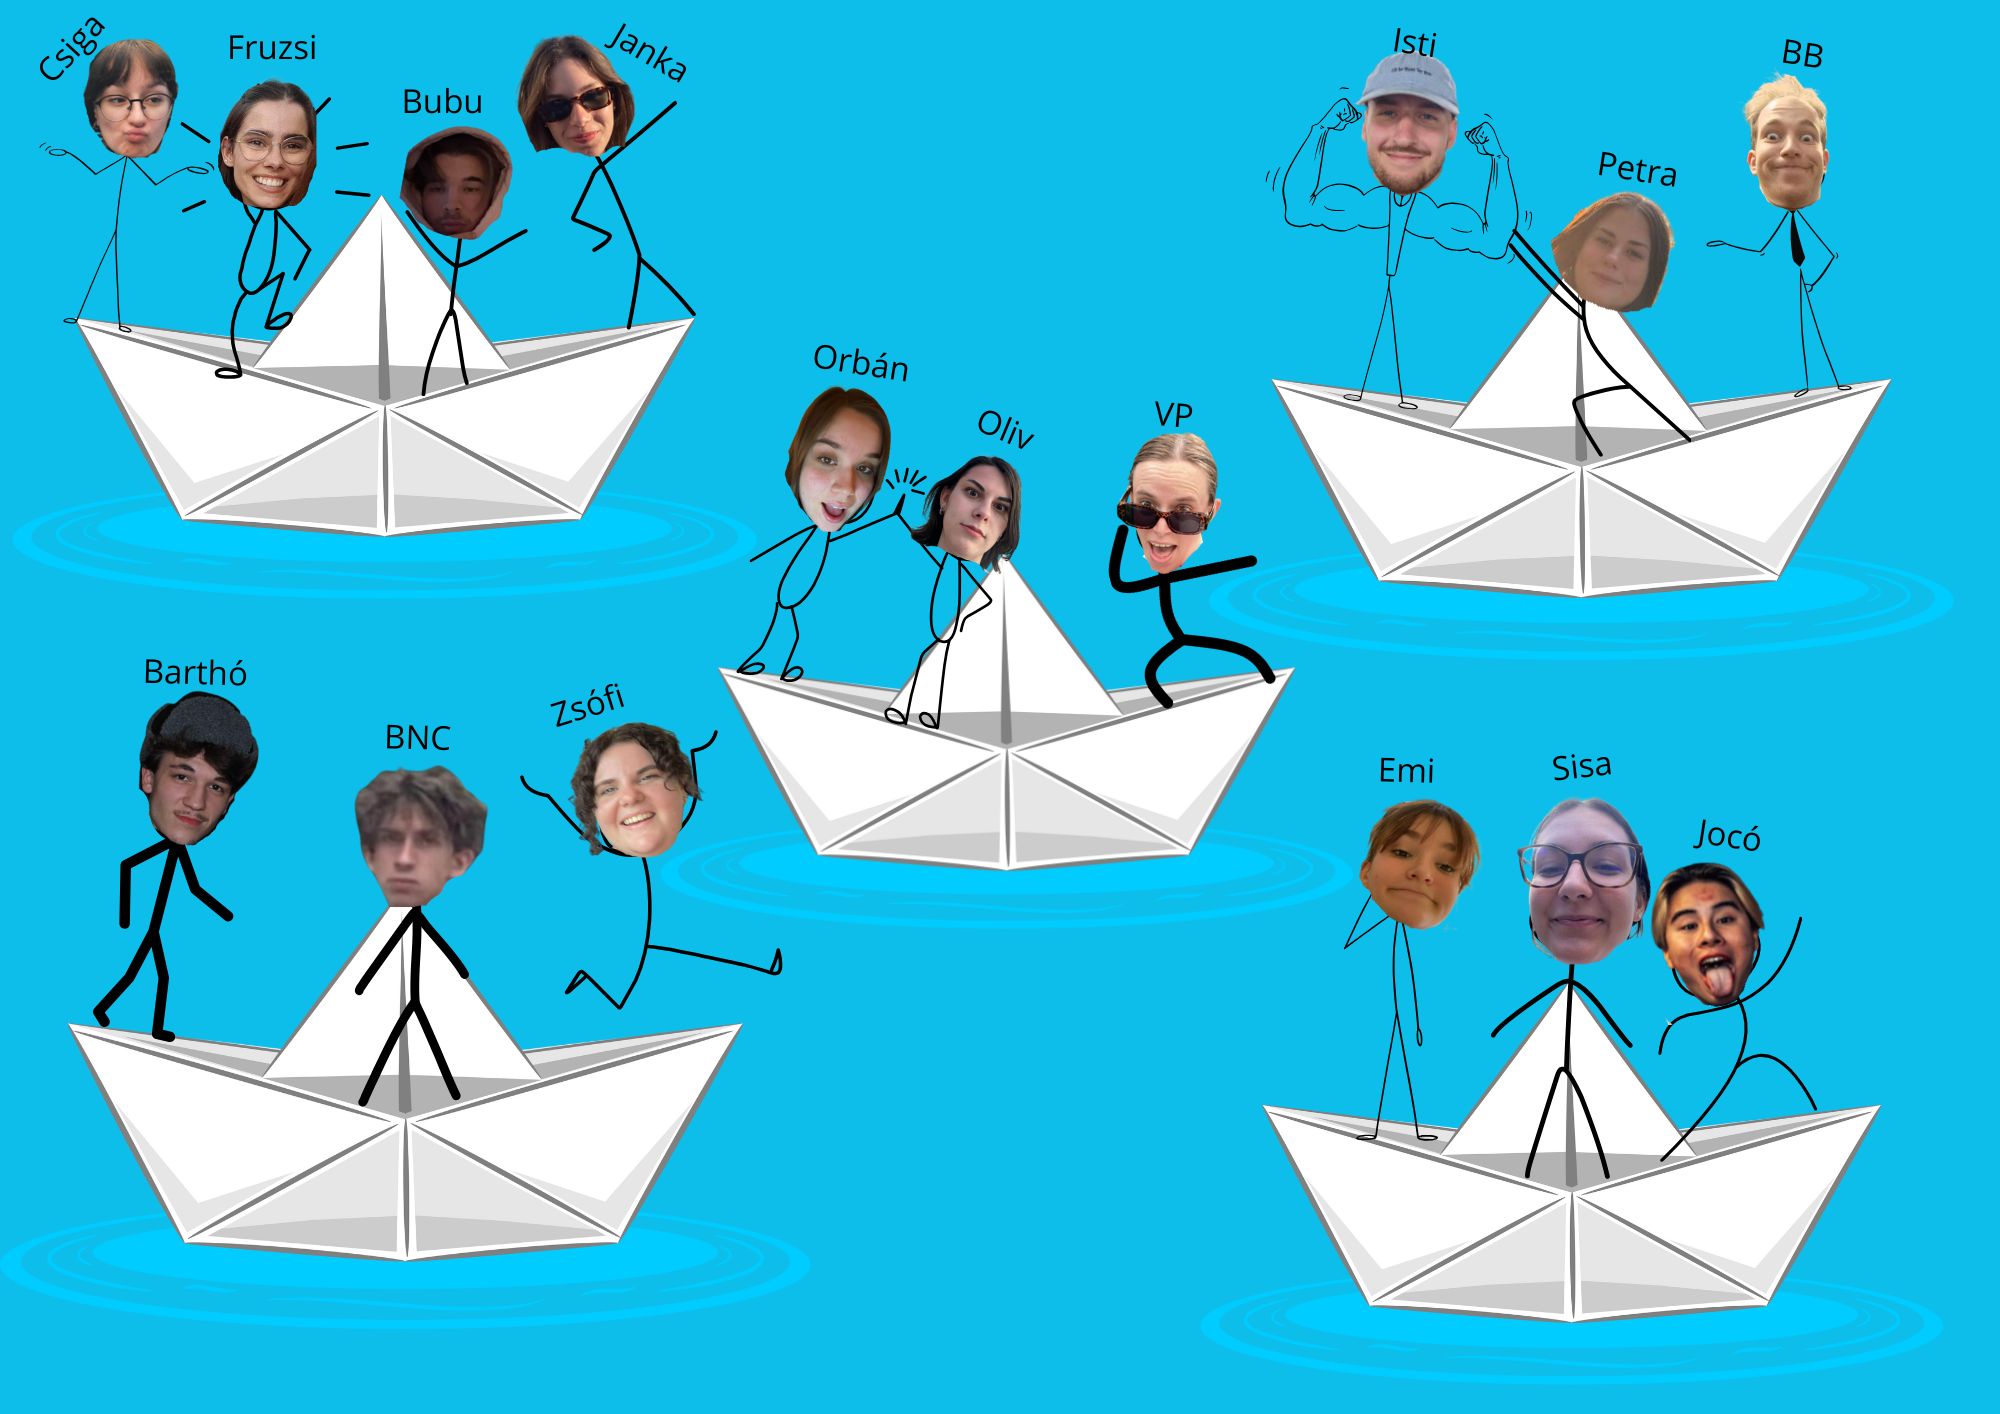 Csiga
Fruzsi
Bubu
Janka
Isti
Petra
BB
Orbán
Oliv
VP
Barthó
BNC
Zsófi
Emi
Sisa
Jocó